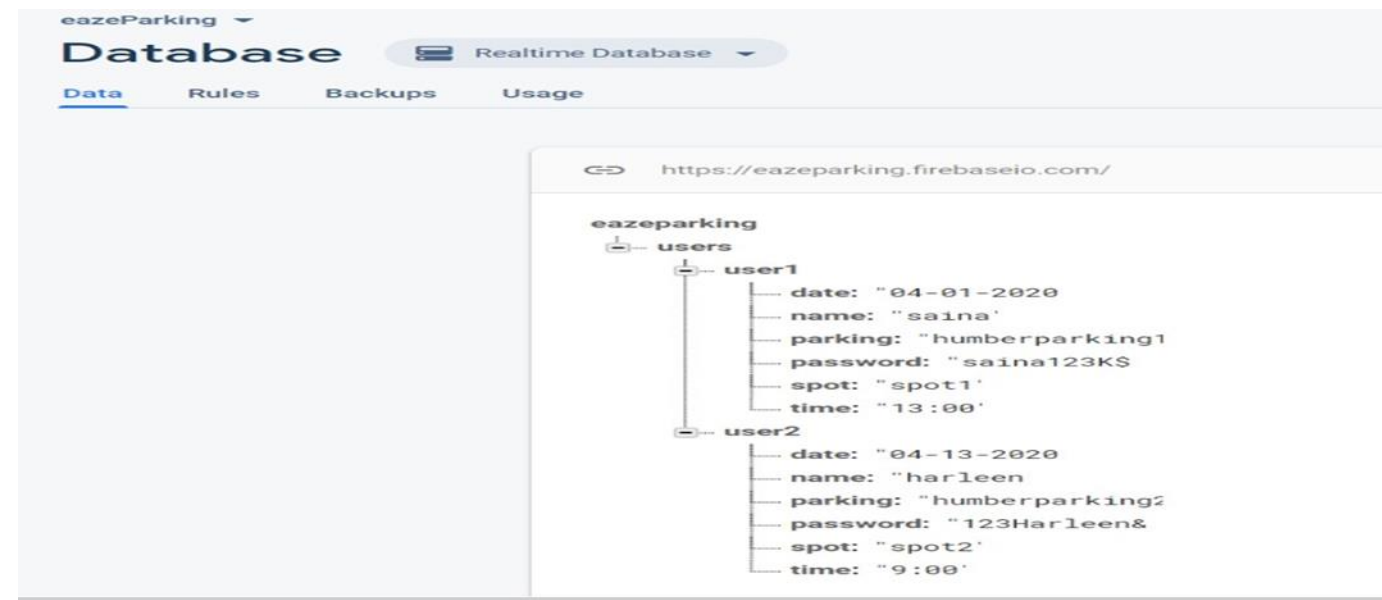 eazeParking
Database Realtime Database
Data Rules Backups Usage
https://eazeparking.firebaseio.com/
eazeparking
users
user1
date: "04-01-2020
name: "saina'
parking: "humberparking1
password: "saina123K$
spot: "spot1'
time: "13:00'
user2
date: "04-13-2020
name: "harleen
parking: "humberparking2
password: "123Harleen&
spot: "spot2'
time: "9:00'